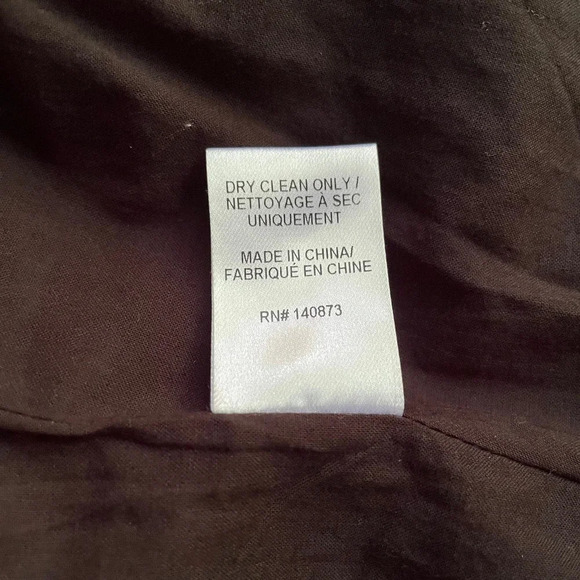 DRY CLEAN ONLY /
NETTOYAGE À SEC
UNIQUEMENT
MADE IN CHINA/
FABRIQUÉ EN CHINE
RN# 140873